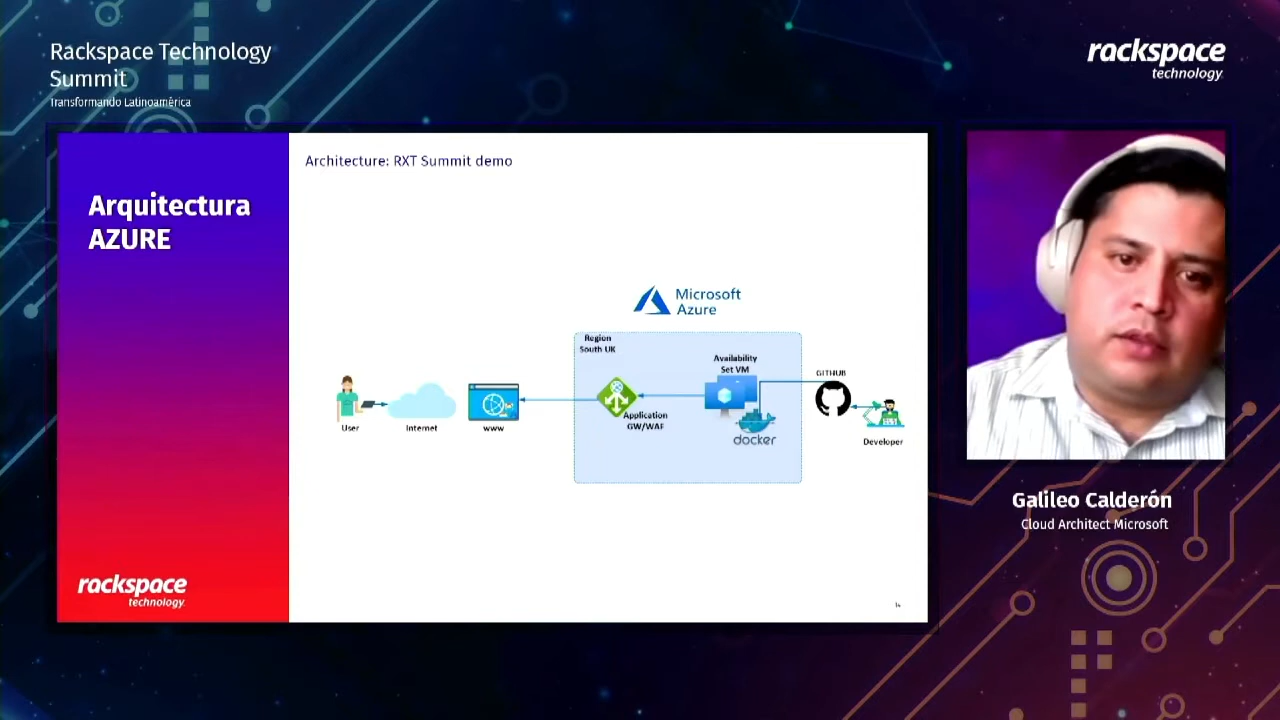 Rackspace Technology
Summit
Transformando Latinoamérica
rackspace
technology.
Arquitectura
AZURE
rackspace
technology.
Architecture: RXT Summit demo
Microsoft
Azure
Region
South UK
Availability
Set VM
Application
GW/WAF
docker
GITHUB
User
Internet
www
Developer
14
Galileo Calderón
Cloud Architect Microsoft